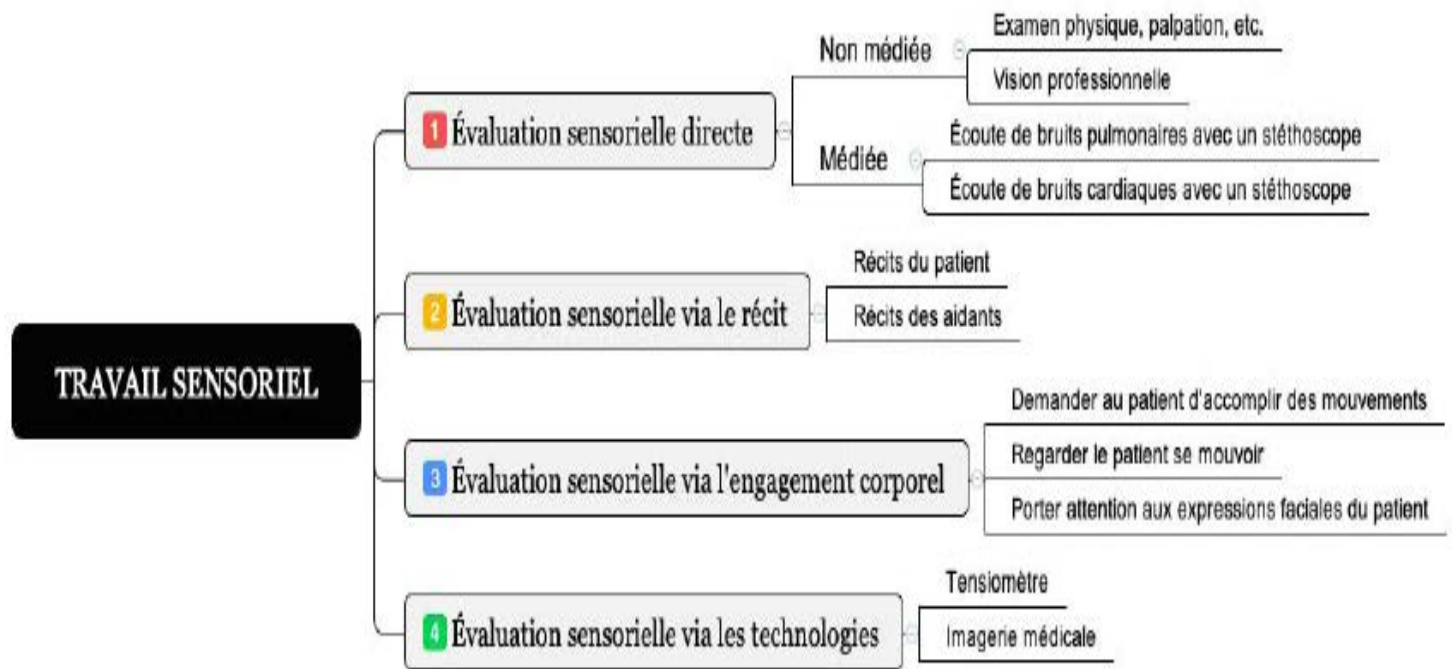 TRAVAIL SENSORIEL
1 Évaluation sensorielle directe
Non médiée
Examen physique, palpation, etc.
Vision professionnelle
Médiée
Écoute de bruits pulmonaires avec un stéthoscope
Écoute de bruits cardiaques avec un stéthoscope
2 Évaluation sensorielle via le récit
Récits du patient
Récits des aidants
3 Évaluation sensorielle via l'engagement corporel
Demander au patient d'accomplir des mouvements
Regarder le patient se mouvoir
Porter attention aux expressions faciales du patient
4 Évaluation sensorielle via les technologies
Tensiomètre
Imagerie médicale